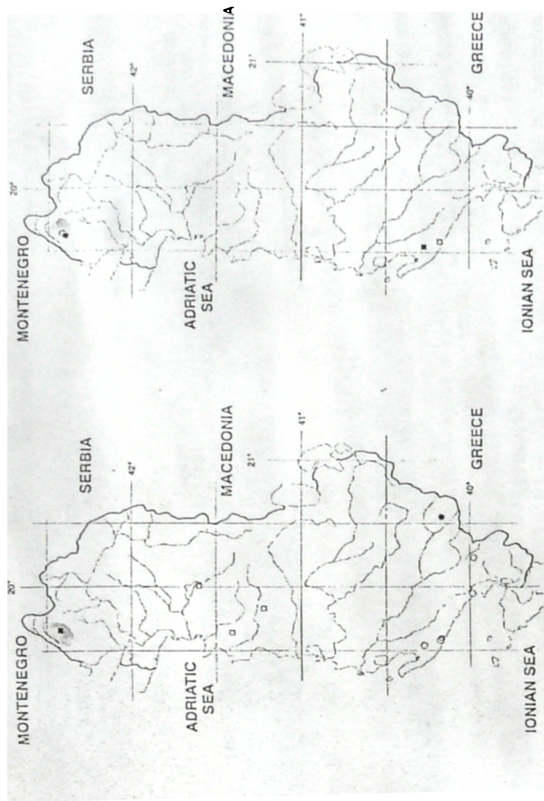 MONTENEGRO
SERBIA
20°
42°
ADRIATIC
SEA
MACEDONIA
21°
41°
40°
GREECE
IONIAN SEA
MONTENEGRO
SERBIA
20°
42°
ADRIATIC
SEA
MACEDONIA
21°
41°
40°
GREECE
IONIAN SEA
A